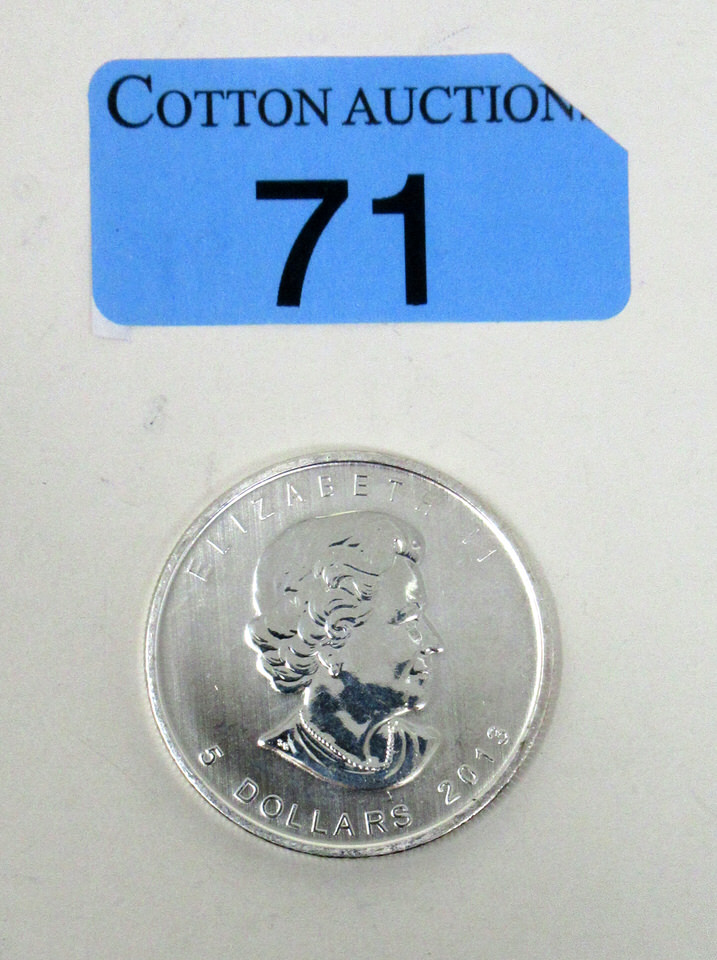 COTTON AUCTION
71
ELIZABETH II
5 DOLLARS 2013